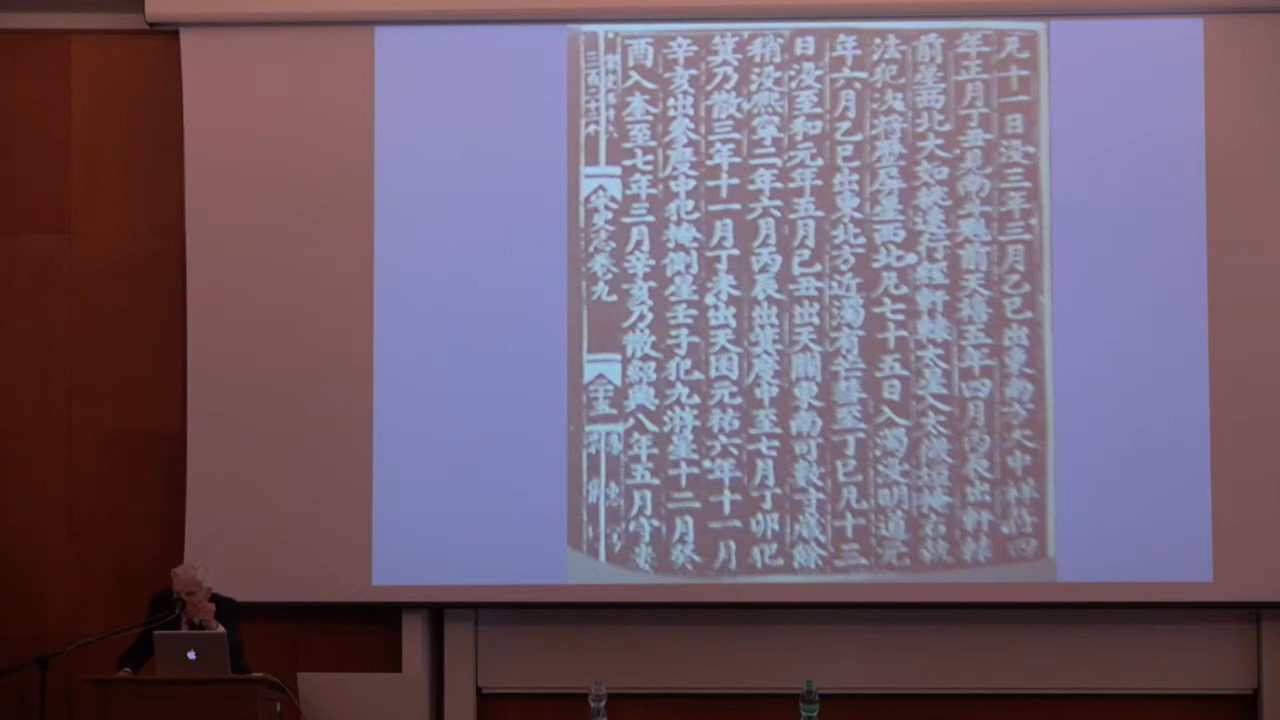 凡十一日没三年三月乙巳出東南方大中祥符四
年正月丁丑見南斗魁前天禧五年四月丙辰出軒轅
前星西北大如桃速行經軒轅大星入太微垣掩右執
法犯次將歷屏星西北凡七十五日入濁没明道元
年六月乙巳出東北方近濁有芒彗至丁巳凡十三
日没至和元年五月己丑出天關東南可數寸歲餘
稍没熙寧二年六月丙辰出箕度中至七月丁卯犯
箕乃散三年十一月丁未出天囷元祐六年十一月
辛亥出參度中犯掩側星壬子犯九斿星十二月癸
酉入奎至七年三月辛亥乃散紹興八年五月守婁
宋史志卷九